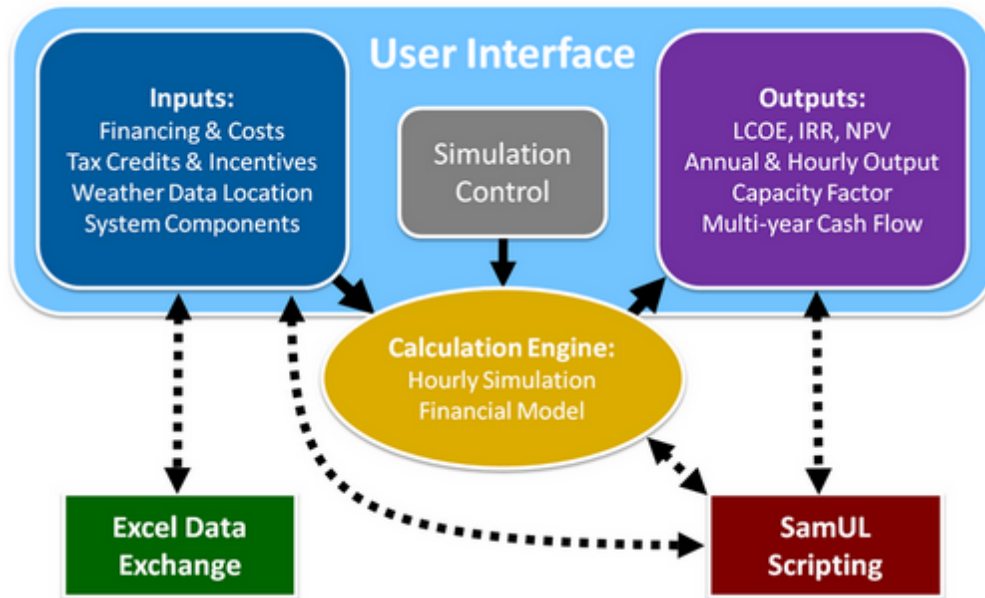 User Interface
Inputs:
Financing & Costs
Tax Credits & Incentives
Weather Data Location
System Components
Simulation
Control
Outputs:
LCOE, IRR, NPV
Annual & Hourly Output
Capacity Factor
Multi-year Cash Flow
Calculation Engine:
Hourly Simulation
Financial Model
Excel Data
Exchange
SamUL
Scripting